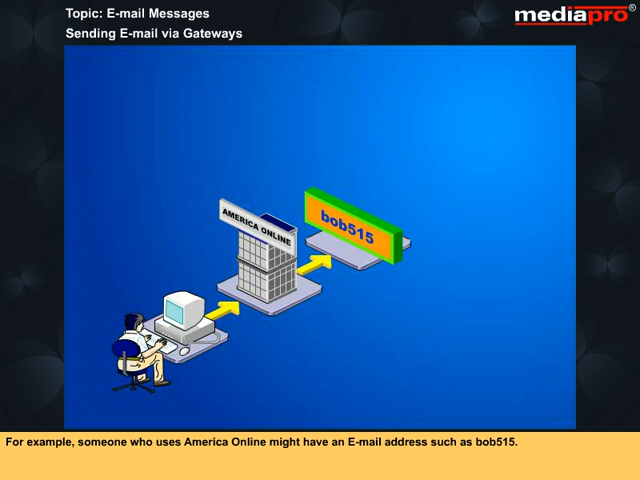 Topic: E-mail Messages
mediapro®
Sending E-mail via Gateways
AMERICA ONLINE
bob515
For example, someone who uses America Online might have an E-mail address such as bob515.